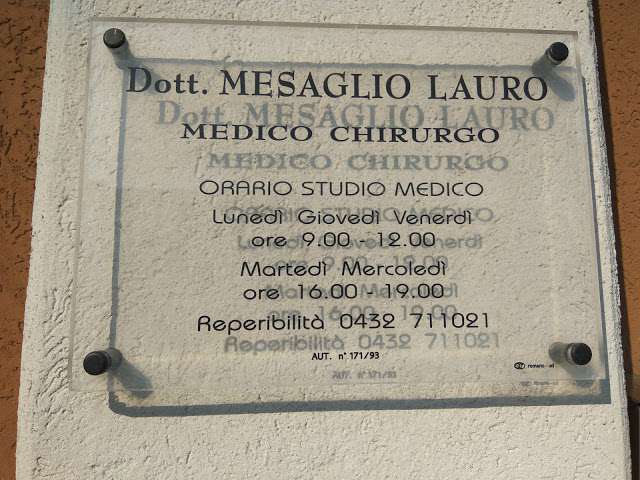 Dott. MESAGLIO LAURO
MEDICO CHIRURGO
ORARIO STUDIO MEDICO
Lunedì Giovedì Venerdì
ore 9.00 - 12.00
Martedì Mercoledì
ore 16.00 - 19.00
Reperibilità 0432 711021
AUT. n° 171/93